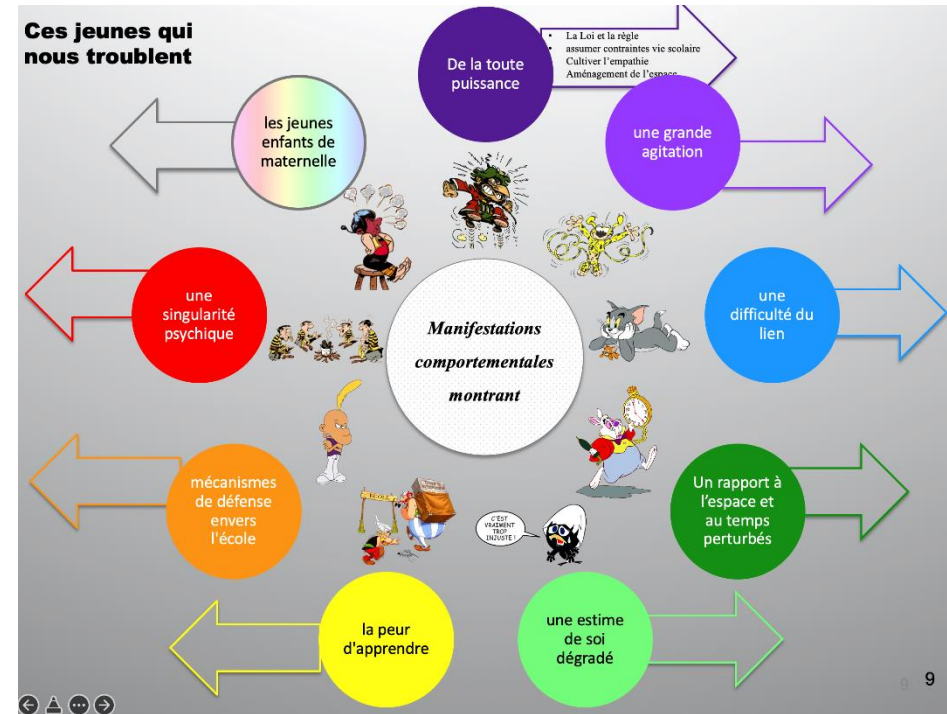 Ces jeunes qui
nous troublent
De la toute
puissance
• La Loi et la règle
• assumer contraintes vie scolaire
Cultiver l'empathie
Aménagement de l'espace
une grande
agitation
une
difficulté du
lien
Un rapport à
l'espace et
au temps
perturbés
une estime
de soi
dégradé
la peur
d'apprendre
mécanismes
de défense
envers
l'école
une
singularité
psychique
les jeunes
enfants de
maternelle
Manifestations
comportementales
montrant
C'EST
VRAIMENT
TROP
INJUSTE !
9
9